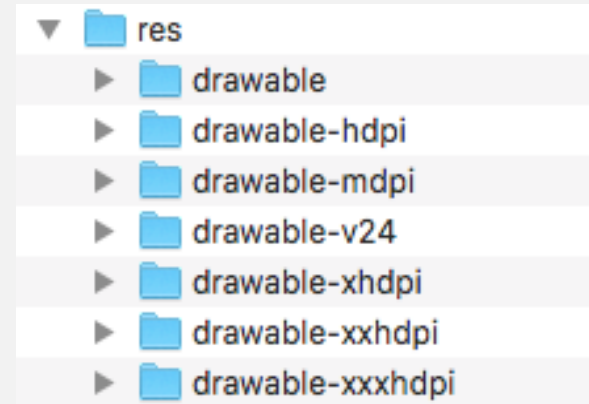 res
drawable
drawable-hdpi
drawable-mdpi
drawable-v24
drawable-xhdpi
drawable-xxhdpi
drawable-xxxhdpi